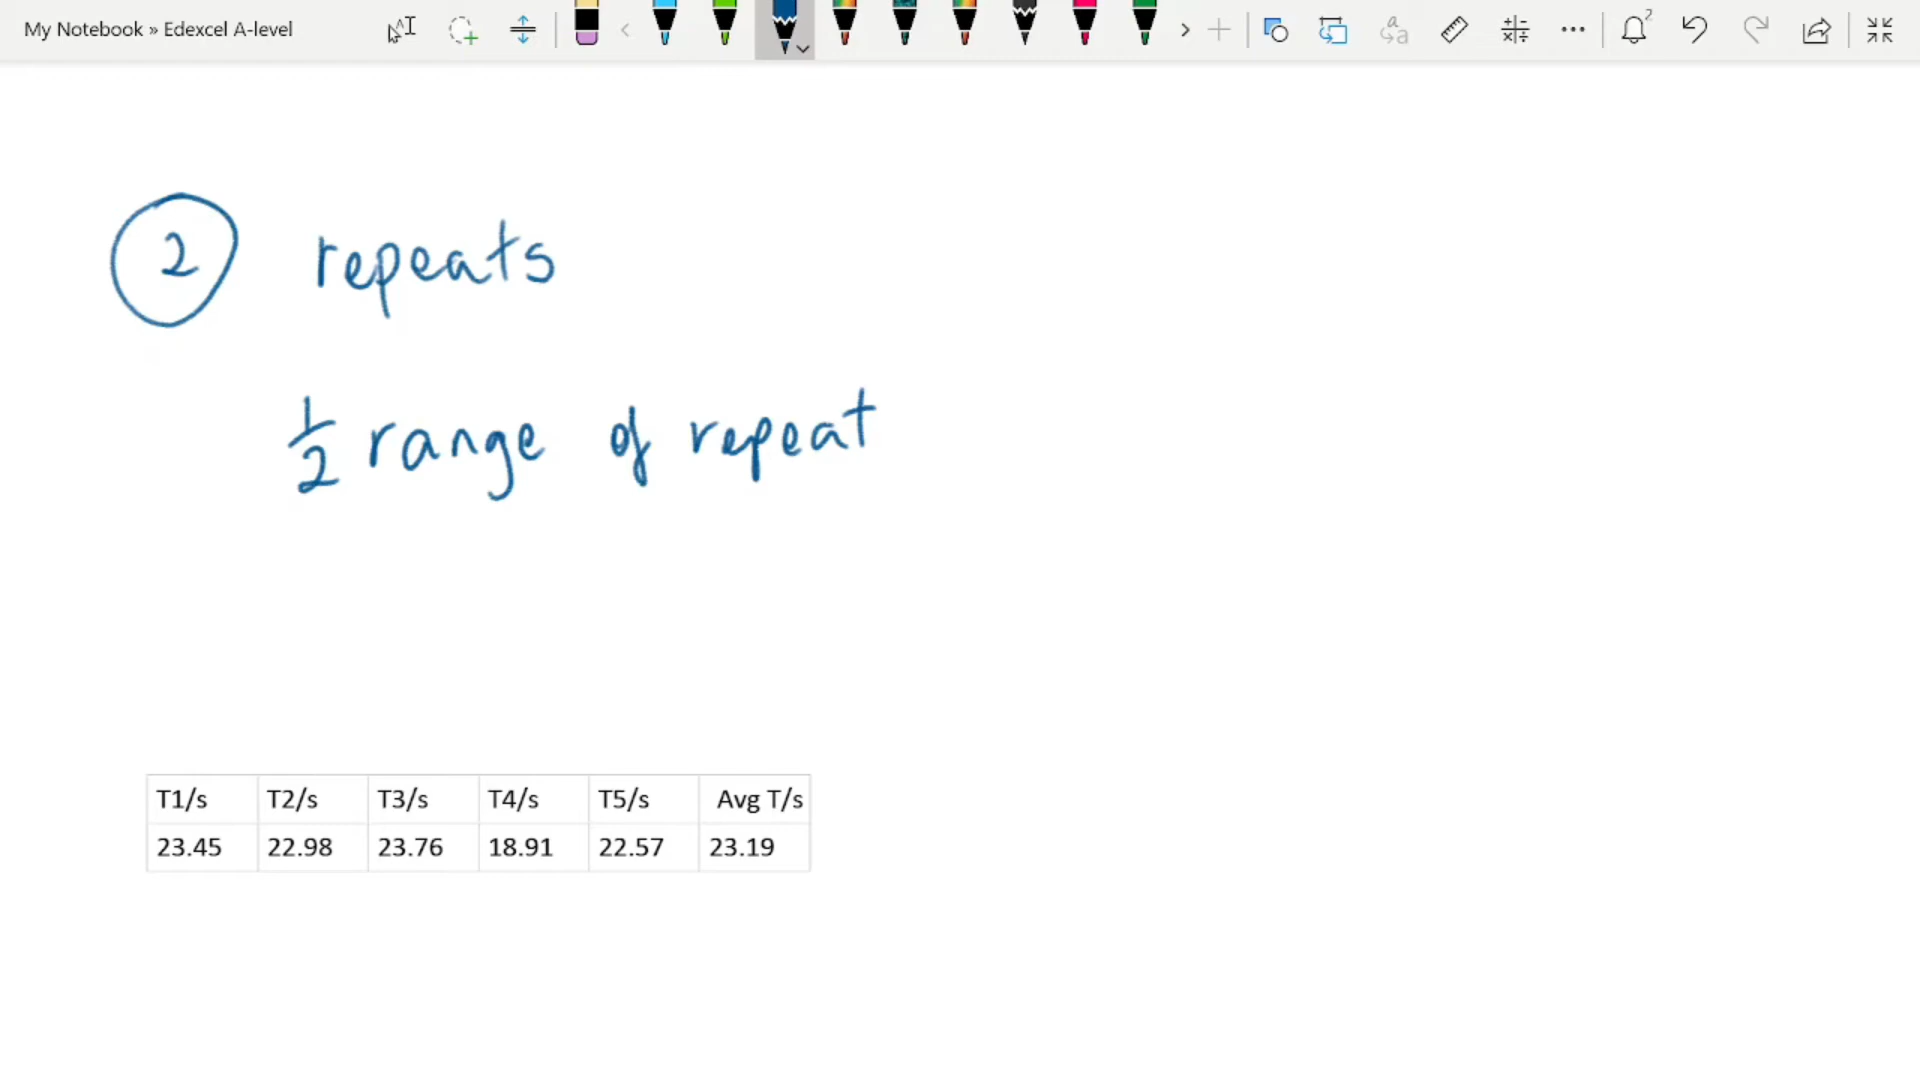 My Notebook » Edexcel A-level
2
② repeats
½ range of repeat
T1/s T2/s T3/s T4/s T5/s Avg T/s
23.45 22.98 23.76 18.91 22.57 23.19